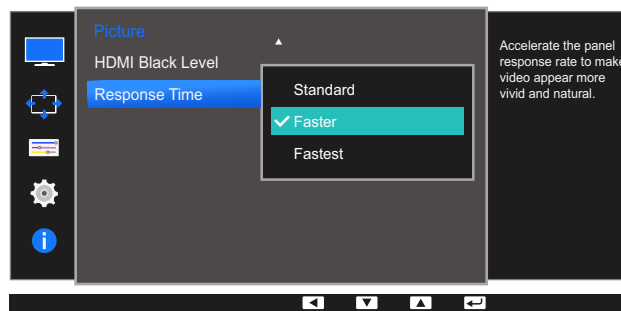 Picture
HDMI Black Level
Response Time
Standard
Faster
Fastest
Accelerate the panel
response rate to make
video appear more
vivid and natural.